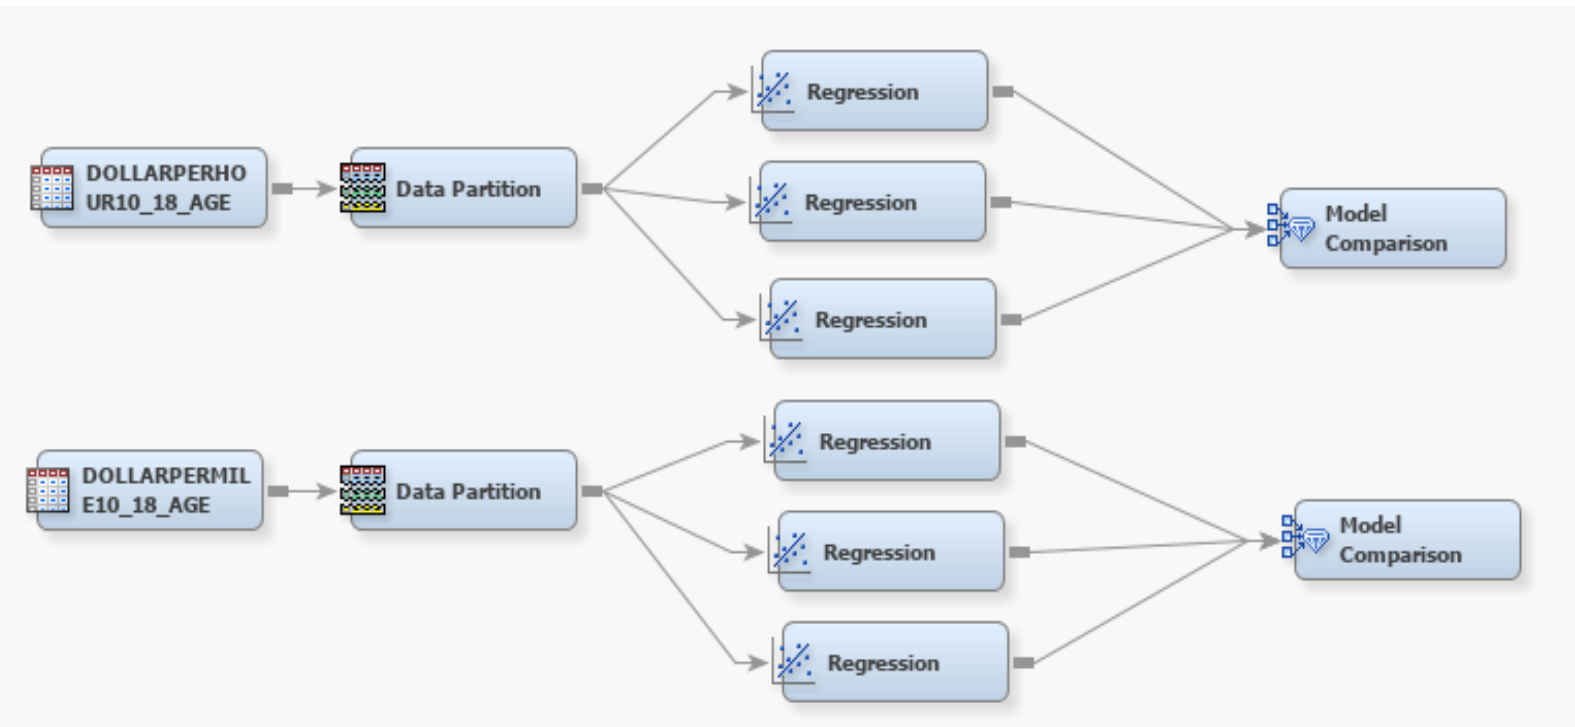 DOLLARPERHO
UR10_18_AGE
Data Partition
Regression
Regression
Regression
Model
Comparison
DOLLARPERMIL
E10_18_AGE
Data Partition
Regression
Regression
Regression
Model
Comparison